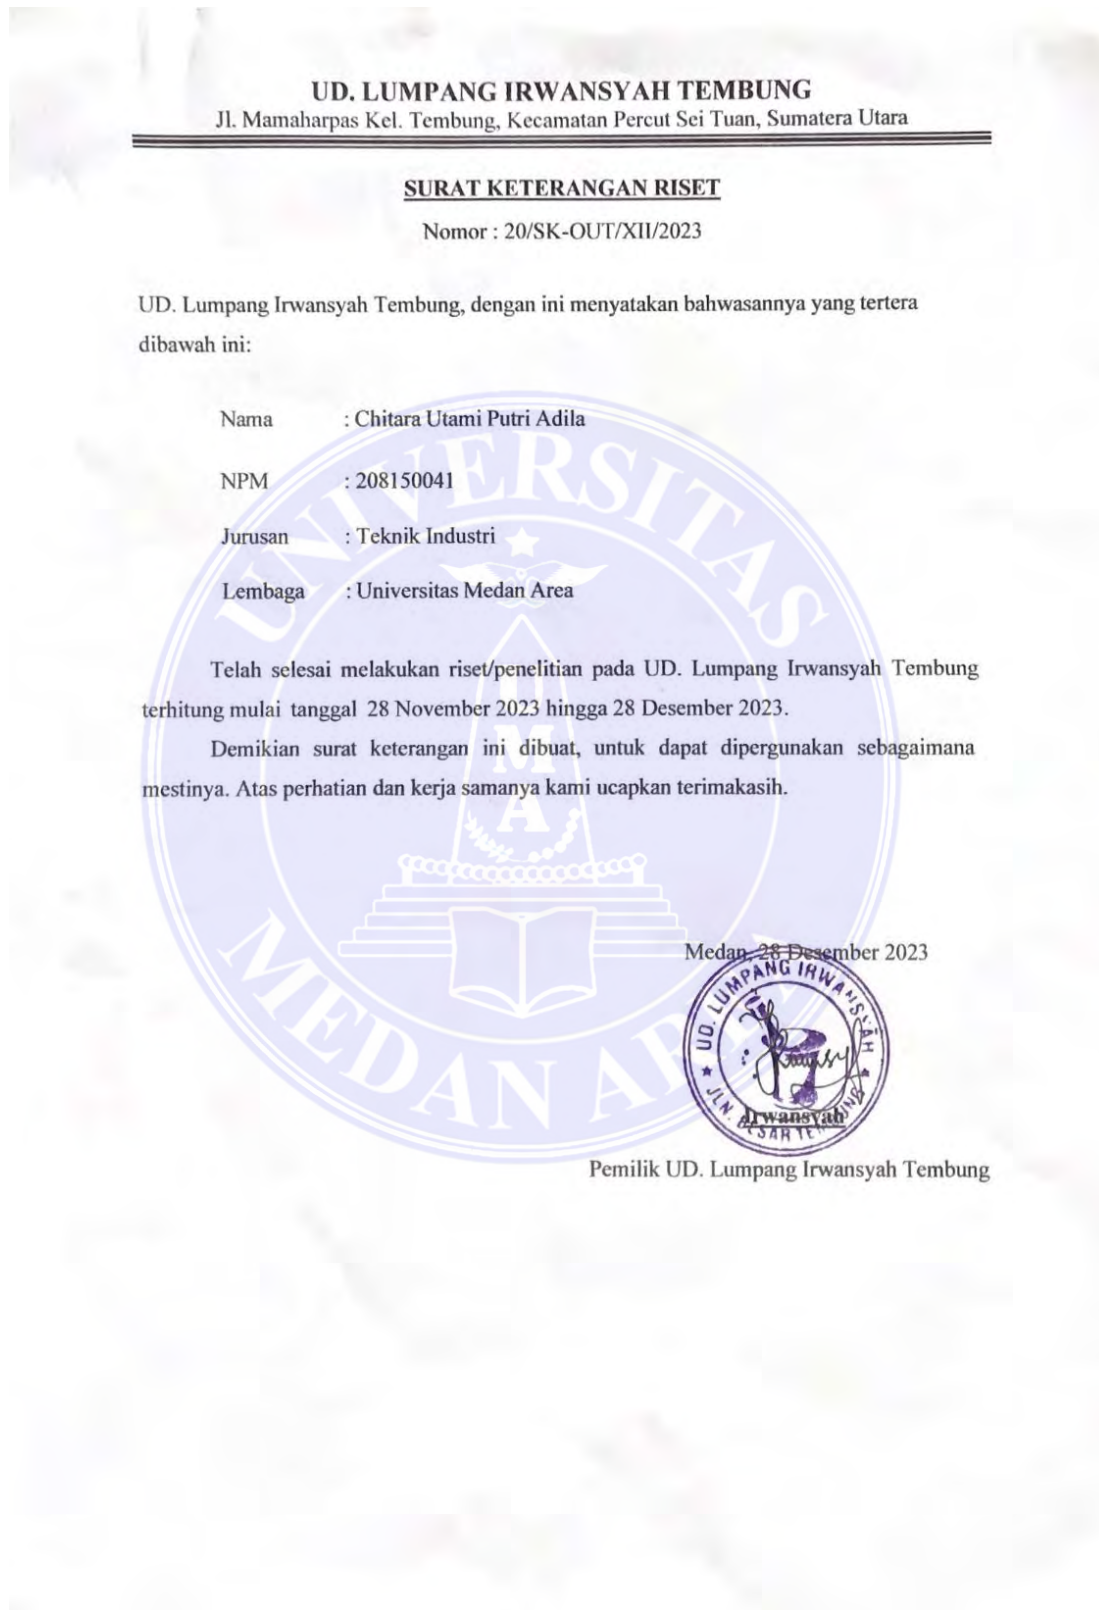 UD. LUMPANG IRWANSYAH TEMBUNG
Jl. Mamaharpas Kel. Tembung, Kecamatan Percut Sei Tuan, Sumatera Utara
SURAT KETERANGAN RISET
Nomor : 20/SK-OUT/XII/2023
UD. Lumpang Irwansyah Tembung, dengan ini menyatakan bahwasannya yang tertera
dibawah ini:
Nama : Chitara Utami Putri Adila
NPM : 208150041
Jurusan : Teknik Industri
Lembaga : Universitas Medan Area
Telah selesai melakukan riset/penelitian pada UD. Lumpang Irwansyah Tembung
terhitung mulai tanggal 28 November 2023 hingga 28 Desember 2023.
Demikian surat keterangan ini dibuat, untuk dapat dipergunakan sebagaimana
mestinya. Atas perhatian dan kerja samanya kami ucapkan terimakasih.
Medan, 28 Desember 2023
UD. LUMPANG IRWANSYAH
JLN. BESAR TEMBUNG
Irwansyah
Pemilik UD. Lumpang Irwansyah Tembung
UNIVERSITAS
UMA
MEDAN AREA